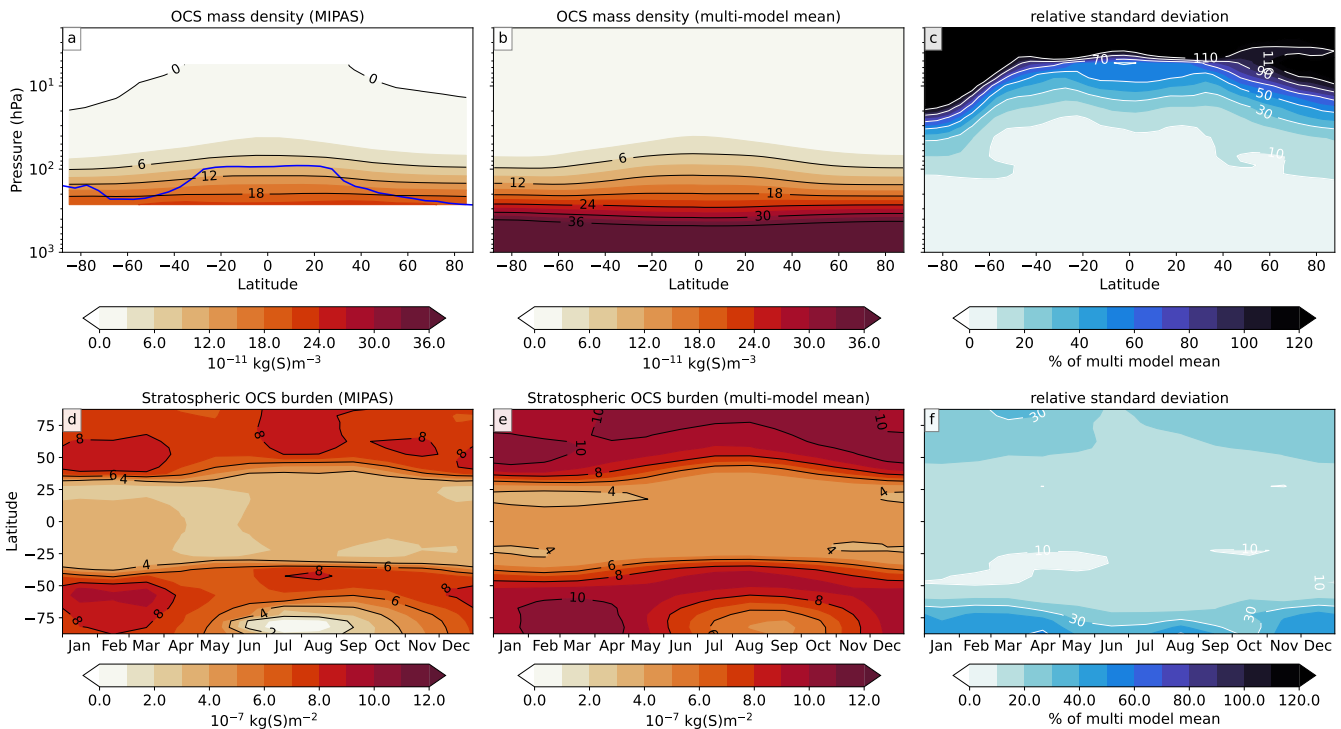 OCS mass density (MIPAS)
OCS mass density (multi-model mean)
relative standard deviation
a
b
c
Pressure (hPa)
10¹
10²
10³
0
0
6
12
18
6
12
18
24
30
36
70
110
110
90
50
30
10
−80 −60 −40 −20 0 20 40 60 80
−80 −60 −40 −20 0 20 40 60 80
−80 −60 −40 −20 0 20 40 60 80
Latitude
Latitude
Latitude
0.0 6.0 12.0 18.0 24.0 30.0 36.0
0.0 6.0 12.0 18.0 24.0 30.0 36.0
0.0 20 40 60 80 100 120
10⁻¹¹ kg(S)m⁻³
10⁻¹¹ kg(S)m⁻³
% of multi model mean
Stratospheric OCS burden (MIPAS)
Stratospheric OCS burden (multi-model mean)
relative standard deviation
d
e
f
Latitude
75
50
25
0
−25
−50
−75
8
8
8
8
6
4
4
6
8
8
8
4
6
2
10
10
10
8
4
4
4
4
6
8
10
8
6
30
10
10
10
30
30
Jan Feb Mar Apr May Jun Jul Aug Sep Oct Nov Dec
Jan Feb Mar Apr May Jun Jul Aug Sep Oct Nov Dec
Jan Feb Mar Apr May Jun Jul Aug Sep Oct Nov Dec
0.0 2.0 4.0 6.0 8.0 10.0 12.0
0.0 2.0 4.0 6.0 8.0 10.0 12.0
0.0 20.0 40.0 60.0 80.0 100.0 120.0
10⁻⁷ kg(S)m⁻²
10⁻⁷ kg(S)m⁻²
% of multi model mean